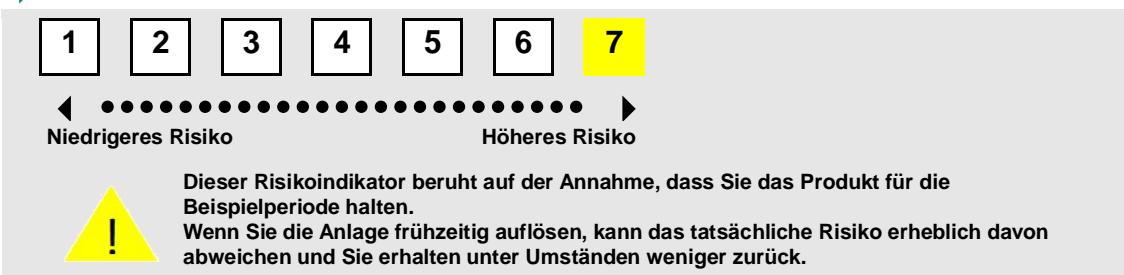 1 2 3 4 5 6 7
Niedrigeres Risiko Höheres Risiko
!
Dieser Risikoindikator beruht auf der Annahme, dass Sie das Produkt für die
Beispielperiode halten.
Wenn Sie die Anlage frühzeitig auflösen, kann das tatsächliche Risiko erheblich davon
abweichen und Sie erhalten unter Umständen weniger zurück.